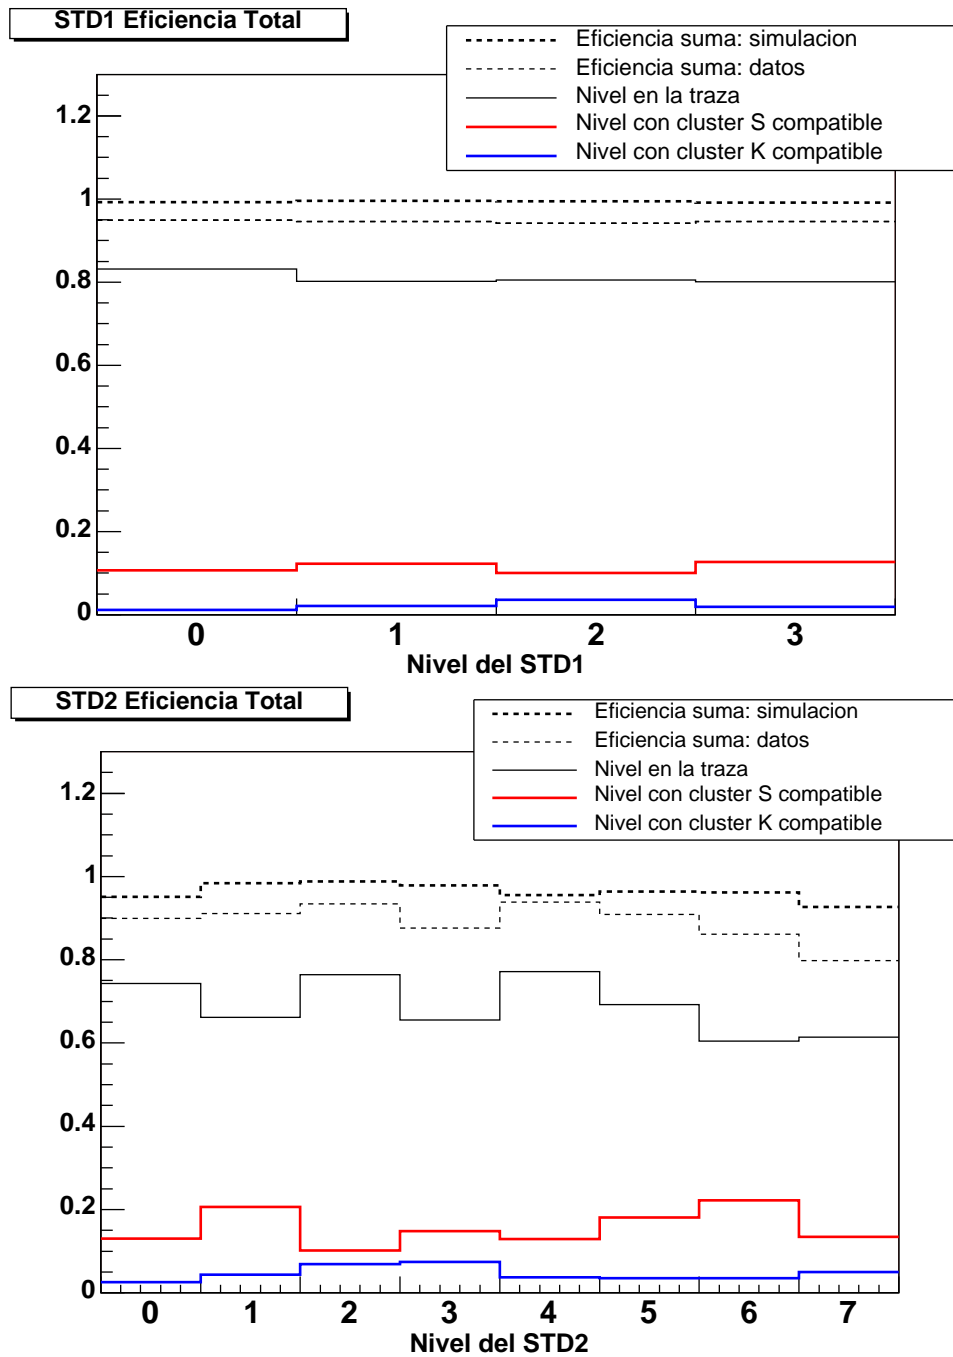 STD1 Eficiencia Total
Eficiencia suma: simulacion
Eficiencia suma: datos
Nivel en la traza
Nivel con cluster S compatible
Nivel con cluster K compatible
1.2
1
0.8
0.6
0.4
0.2
0
0 1 2 3
Nivel del STD1
STD2 Eficiencia Total
Eficiencia suma: simulacion
Eficiencia suma: datos
Nivel en la traza
Nivel con cluster S compatible
Nivel con cluster K compatible
1.2
1
0.8
0.6
0.4
0.2
0
0 1 2 3 4 5 6 7
Nivel del STD2